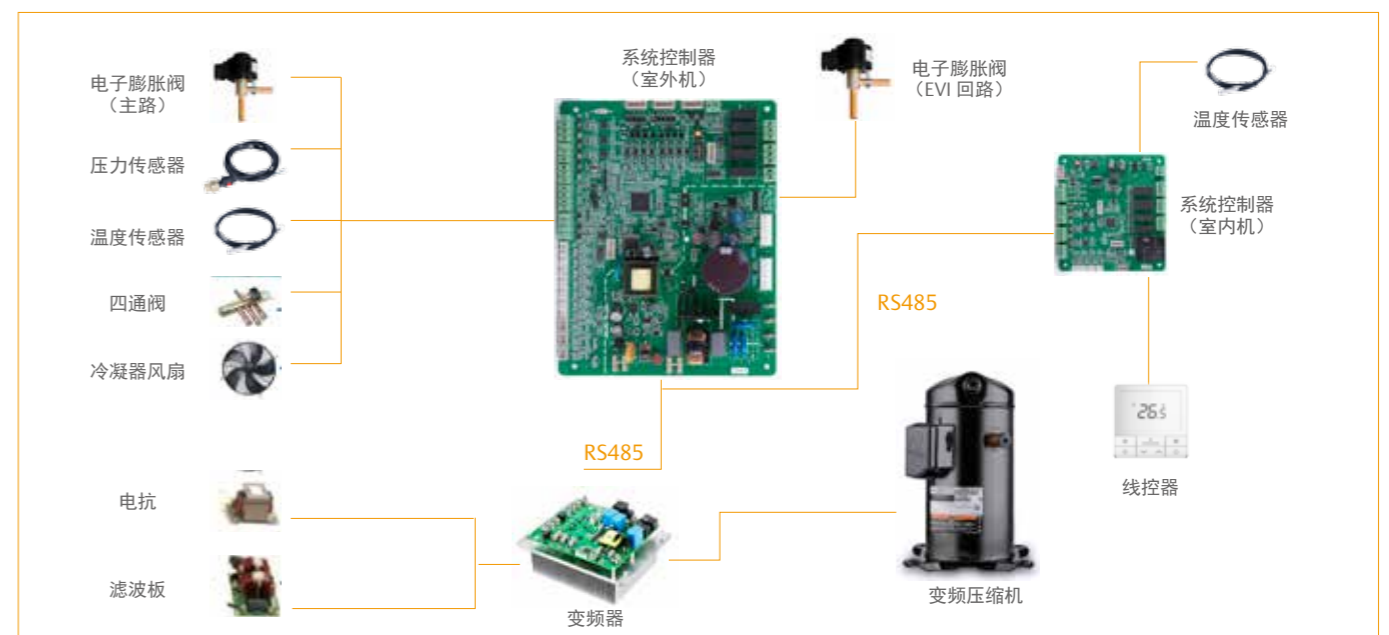 系统控制器
（室外机）
电子膨胀阀
（主路）
电子膨胀阀
（EVI 回路）
温度传感器
压力传感器
系统控制器
（室内机）
温度传感器
四通阀
RS485
冷凝器风扇
26.5
RS485
电抗
线控器
滤波板
变频压缩机
变频器